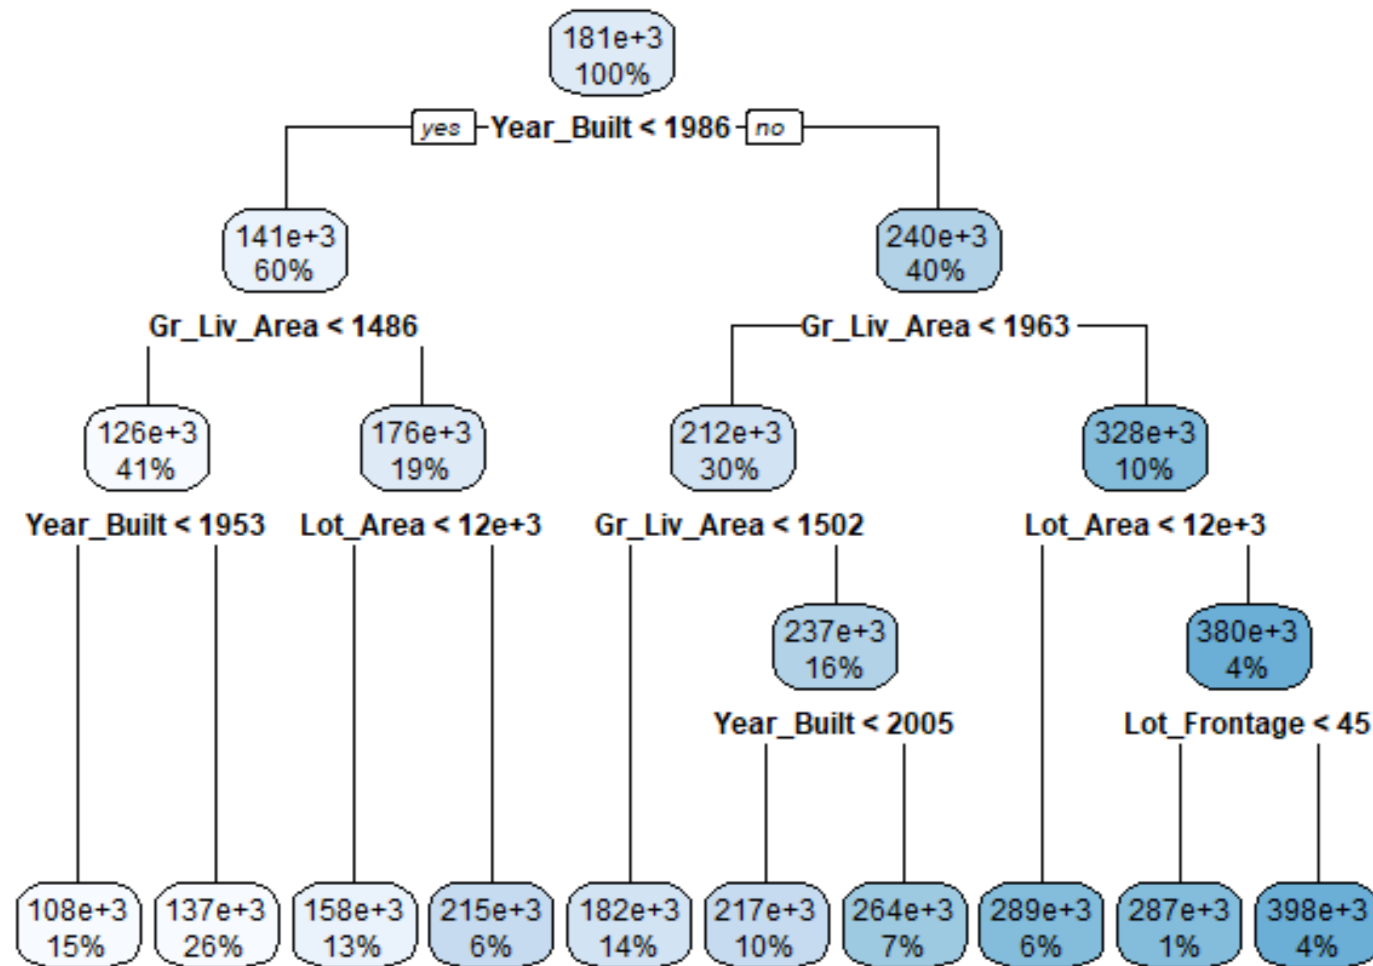 181e+3
100%
yes Year_Built < 1986 no
141e+3
60%
240e+3
40%
Gr_Liv_Area < 1486
Gr_Liv_Area < 1963
126e+3
41%
176e+3
19%
212e+3
30%
328e+3
10%
Year_Built < 1953
Lot_Area < 12e+3
Gr_Liv_Area < 1502
Lot_Area < 12e+3
237e+3
16%
380e+3
4%
Year_Built < 2005
Lot_Frontage < 45
108e+3
15%
137e+3
26%
158e+3
13%
215e+3
6%
182e+3
14%
217e+3
10%
264e+3
7%
289e+3
6%
287e+3
1%
398e+3
4%